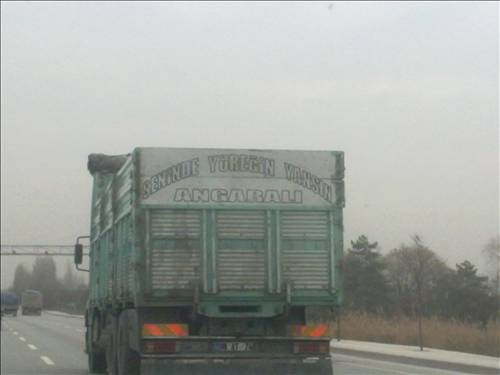 SENİNDE YÜREĞİN YANSIN
ANGARALI